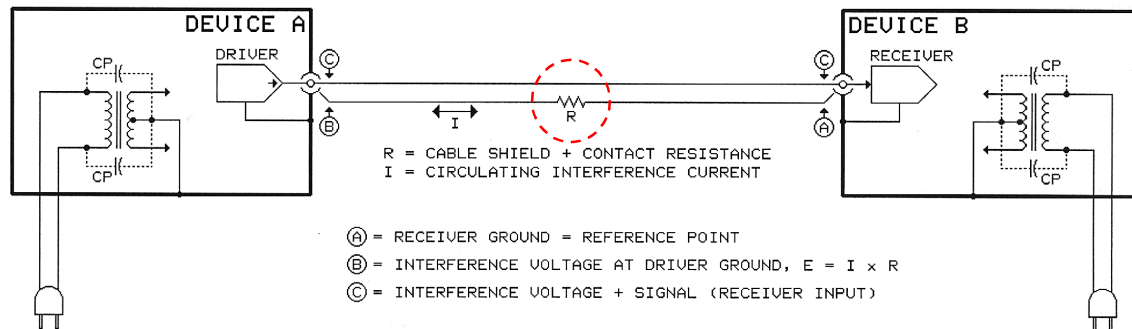 DEVICE A
DEVICE B
DRIVER
RECEIVER
CP
CP
CP
CP
C
C
B
A
I
R
R = CABLE SHIELD + CONTACT RESISTANCE
I = CIRCULATING INTERFERENCE CURRENT
A = RECEIVER GROUND = REFERENCE POINT
B = INTERFERENCE VOLTAGE AT DRIVER GROUND, E = I x R
C = INTERFERENCE VOLTAGE + SIGNAL (RECEIVER INPUT)